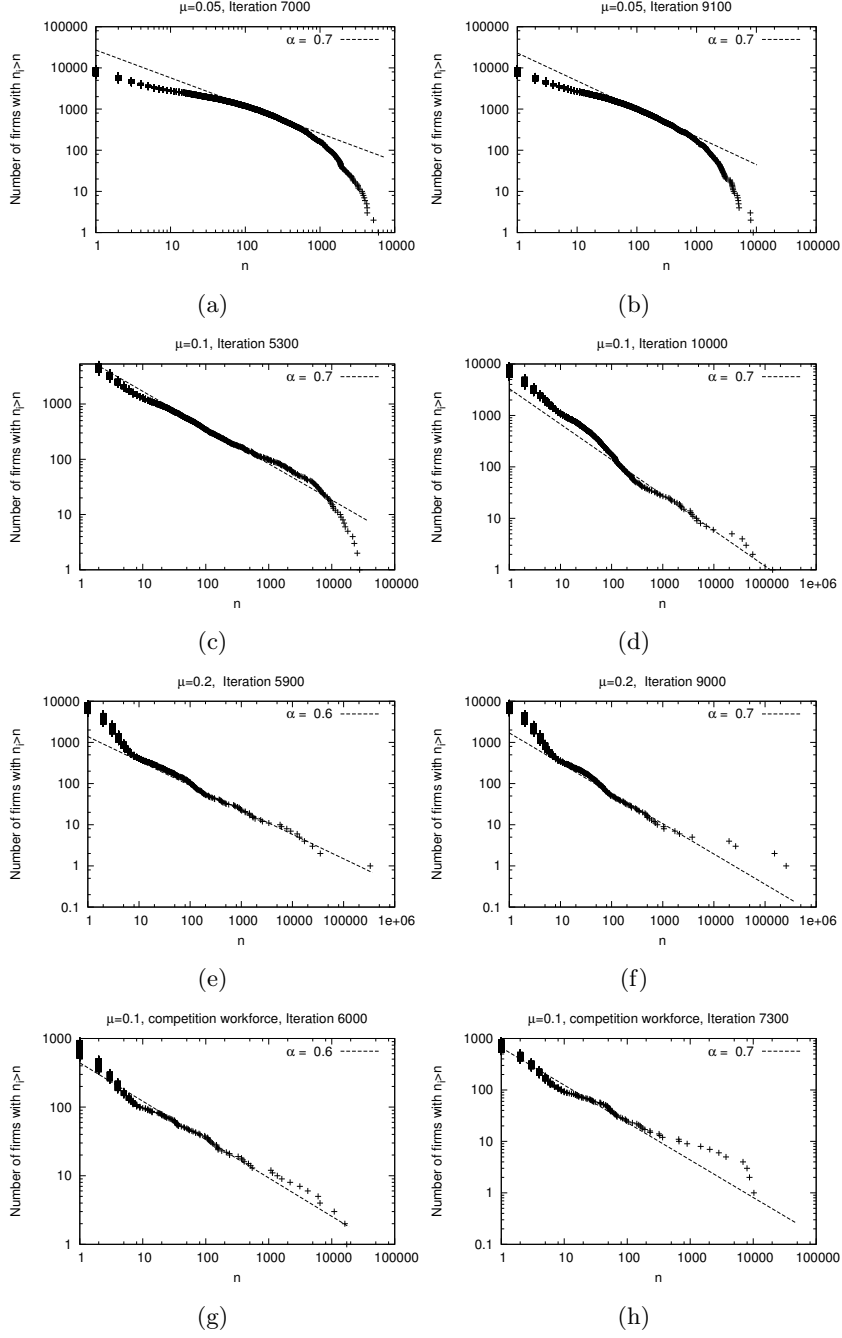 μ=0.05, Iteration 7000
α = 0.7
100000
10000
1000
100
10
1
Number of firms with nᵢ>n
1 10 100 1000 10000
n
(a)
μ=0.05, Iteration 9100
α = 0.7
100000
10000
1000
100
10
1
Number of firms with nᵢ>n
1 10 100 1000 10000 100000
n
(b)
μ=0.1, Iteration 5300
α = 0.7
1000
100
10
1
Number of firms with nᵢ>n
1 10 100 1000 10000 100000
n
(c)
μ=0.1, Iteration 10000
α = 0.7
10000
1000
100
10
1
Number of firms with nᵢ>n
1 10 100 1000 10000 100000 1e+06
n
(d)
μ=0.2, Iteration 5900
α = 0.6
10000
1000
100
10
1
0.1
Number of firms with nᵢ>n
1 10 100 1000 10000 100000 1e+06
n
(e)
μ=0.2, Iteration 9000
α = 0.7
10000
1000
100
10
1
0.1
Number of firms with nᵢ>n
1 10 100 1000 10000 100000 1e+06
n
(f)
μ=0.1, competition workforce, Iteration 6000
α = 0.6
1000
100
10
1
Number of firms with nᵢ>n
1 10 100 1000 10000 100000
n
(g)
μ=0.1, competition workforce, Iteration 7300
α = 0.7
1000
100
10
1
0.1
Number of firms with nᵢ>n
1 10 100 1000 10000 100000
n
(h)